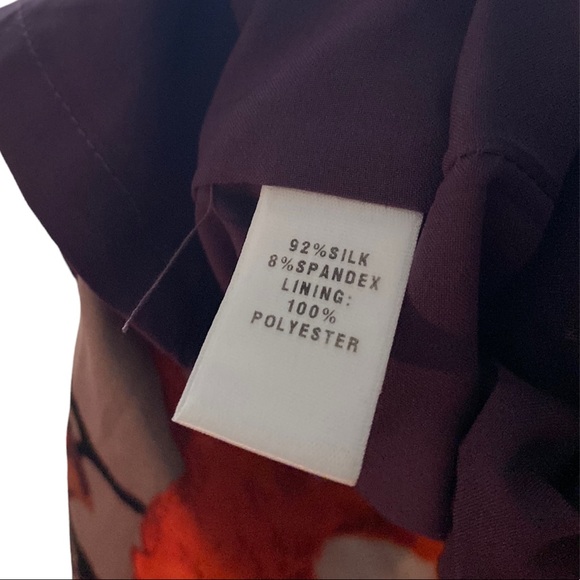 92%SILK
8%SPANDEX
LINING:
100%
POLYESTER